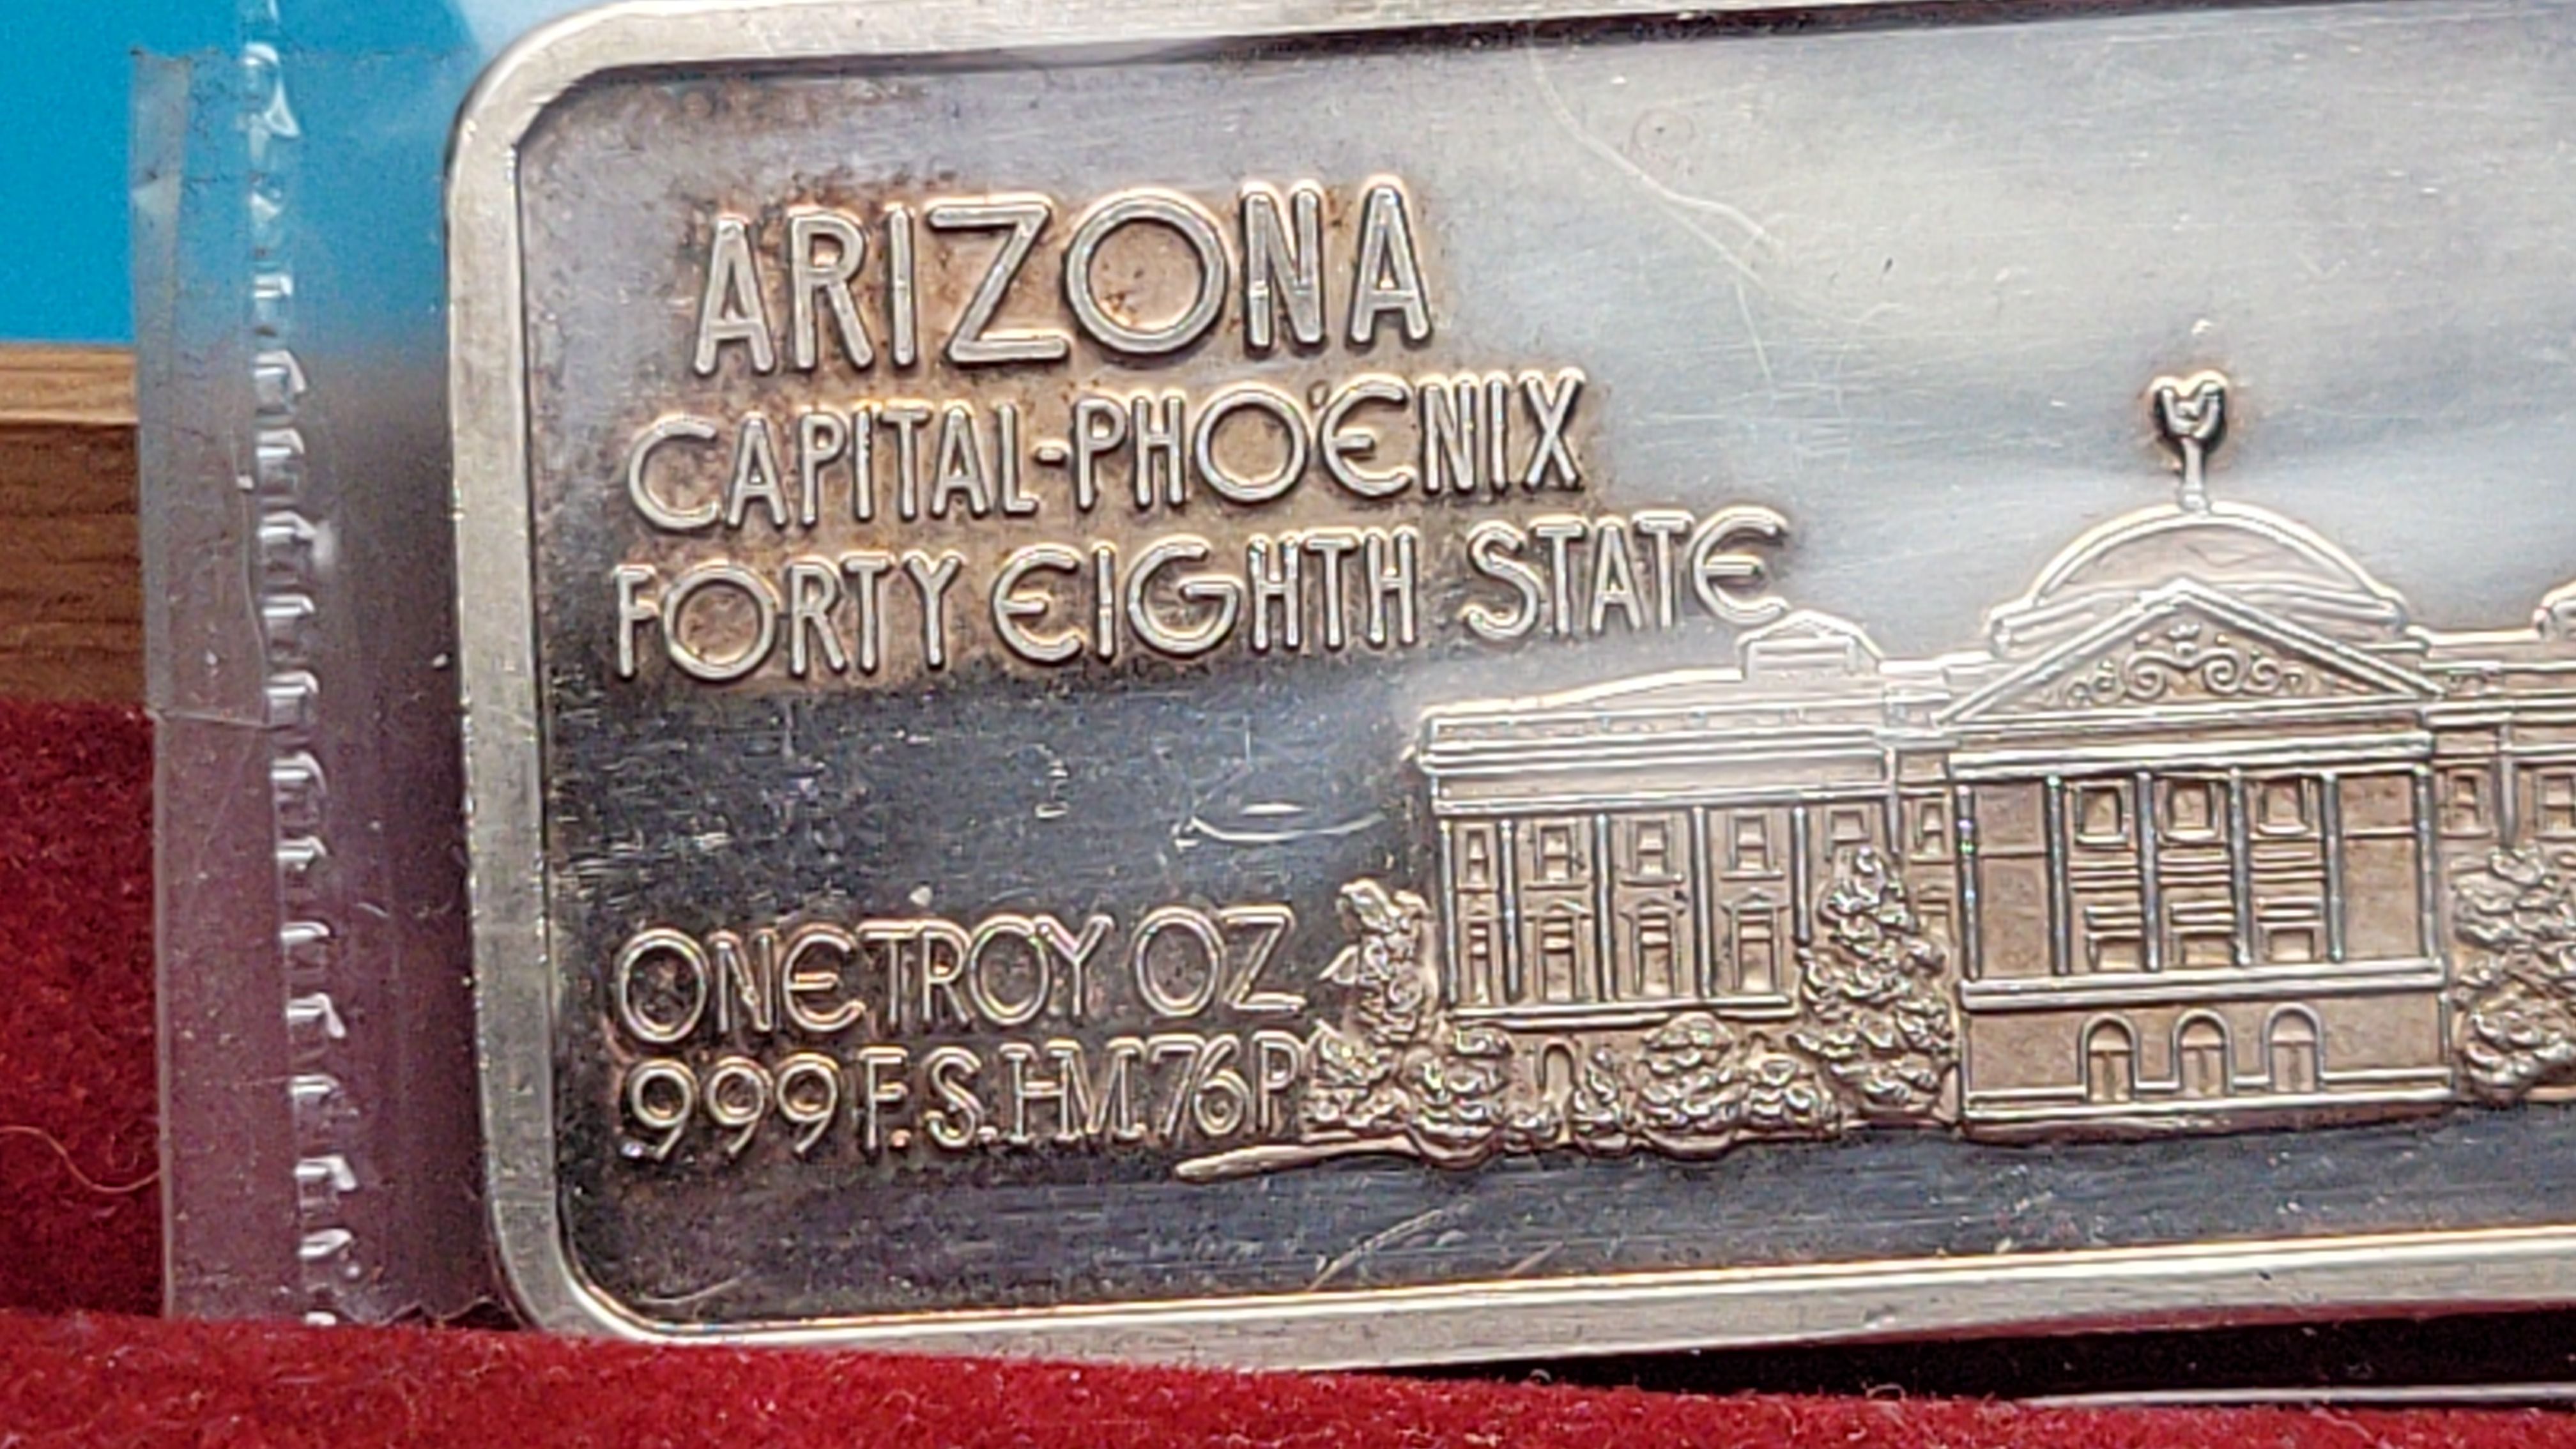 ARIZONA
CAPITAL-PHOENIX
FORTY EIGHTH STATE
ONE TROY OZ
.999 F.S. HM.76P